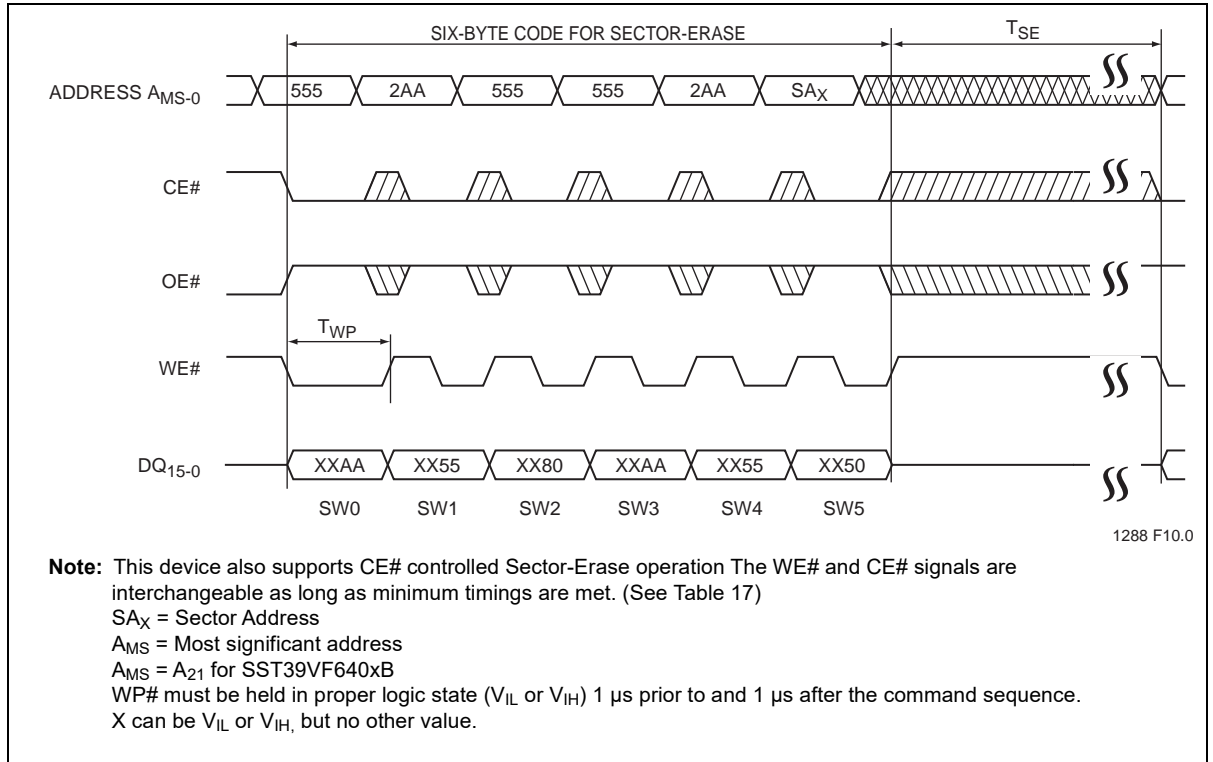 SIX-BYTE CODE FOR SECTOR-ERASE
TSE
ADDRESS AMS-0
555 2AA 555 555 2AA SAX
CE#
OE#
TWP
WE#
DQ15-0
XXAA XX55 XX80 XXAA XX55 XX50
SW0 SW1 SW2 SW3 SW4 SW5
1288 F10.0
Note: This device also supports CE# controlled Sector-Erase operation The WE# and CE# signals are
interchangeable as long as minimum timings are met. (See Table 17)
SAX = Sector Address
AMS = Most significant address
AMS = A21 for SST39VF640xB
WP# must be held in proper logic state (VIL or VIH) 1 µs prior to and 1 µs after the command sequence.
X can be VIL or VIH, but no other value.